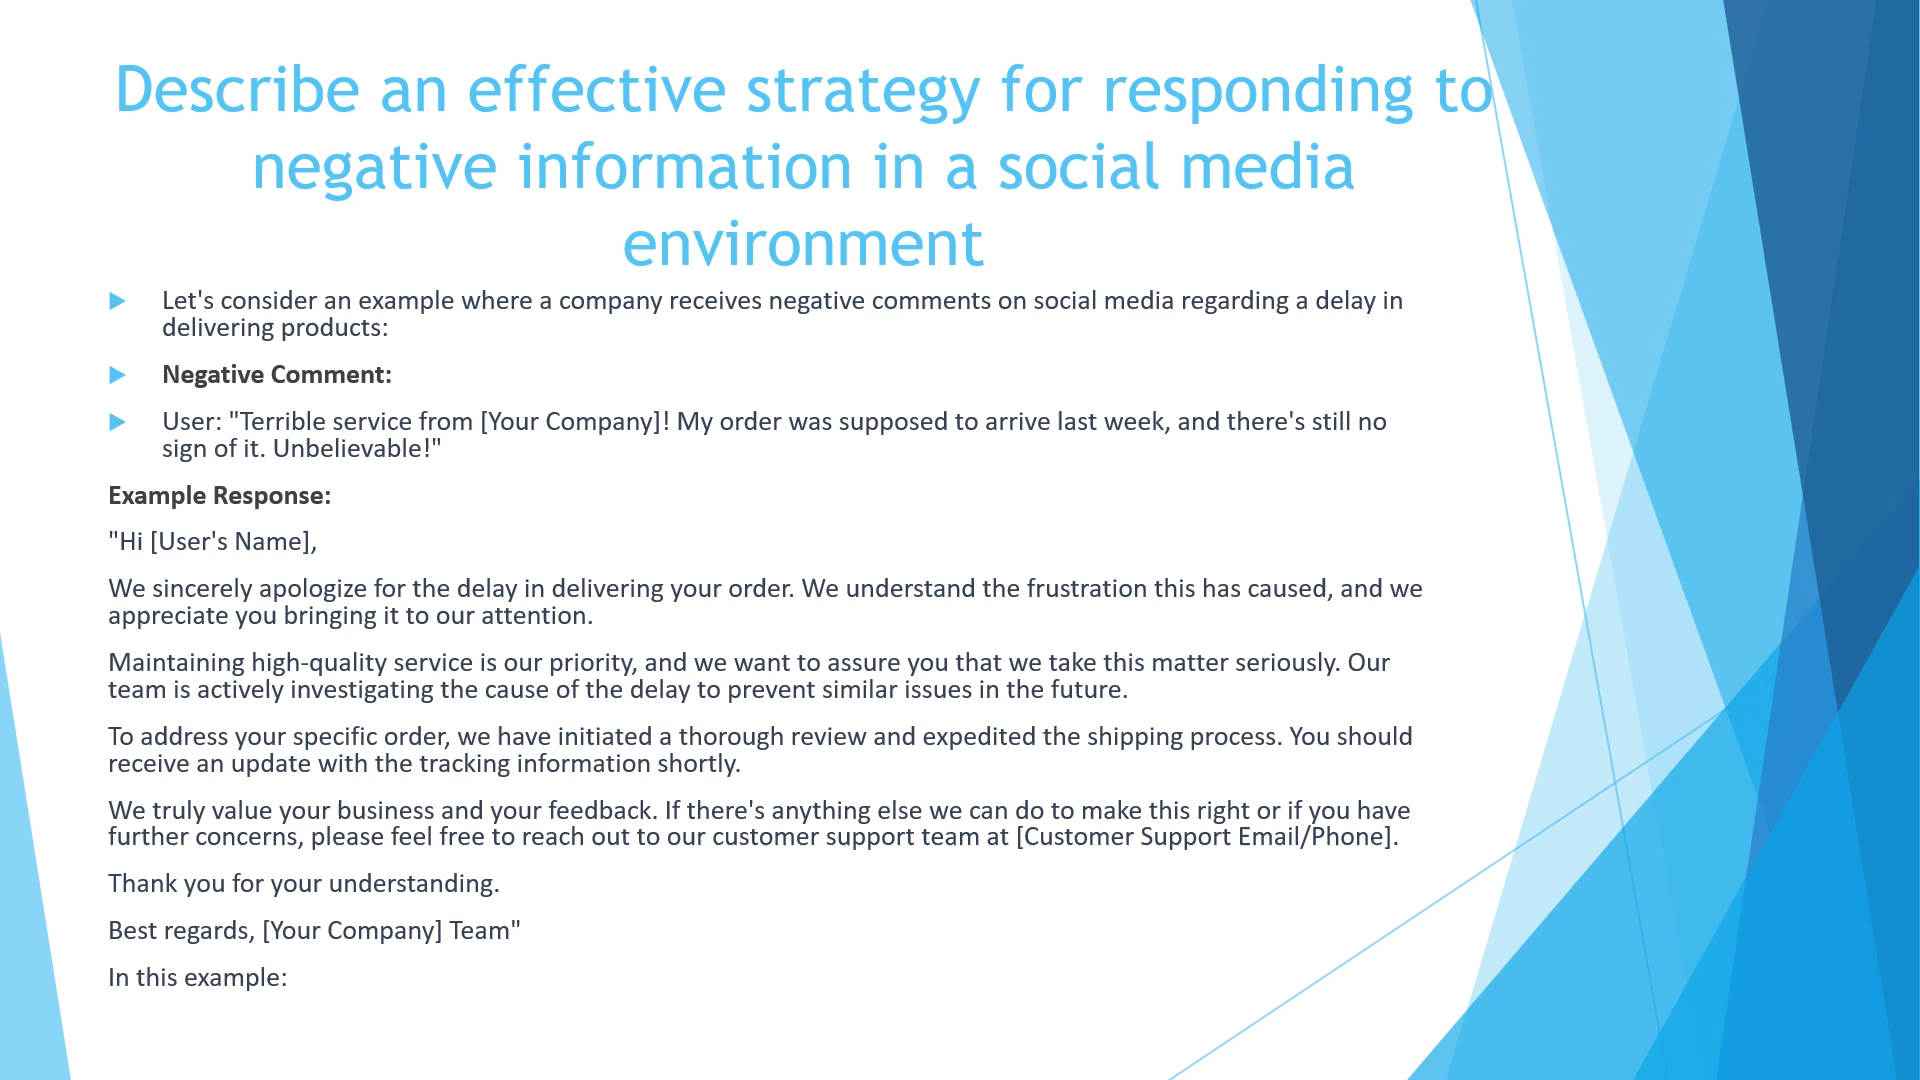 Describe an effective strategy for responding to
negative information in a social media
environment
Let's consider an example where a company receives negative comments on social media regarding a delay in
delivering products:
Negative Comment:
User: "Terrible service from [Your Company]! My order was supposed to arrive last week, and there's still no
sign of it. Unbelievable!"
Example Response:
"Hi [User's Name],
We sincerely apologize for the delay in delivering your order. We understand the frustration this has caused, and we
appreciate you bringing it to our attention.
Maintaining high-quality service is our priority, and we want to assure you that we take this matter seriously. Our
team is actively investigating the cause of the delay to prevent similar issues in the future.
To address your specific order, we have initiated a thorough review and expedited the shipping process. You should
receive an update with the tracking information shortly.
We truly value your business and your feedback. If there's anything else we can do to make this right or if you have
further concerns, please feel free to reach out to our customer support team at [Customer Support Email/Phone].
Thank you for your understanding.
Best regards, [Your Company] Team"
In this example: